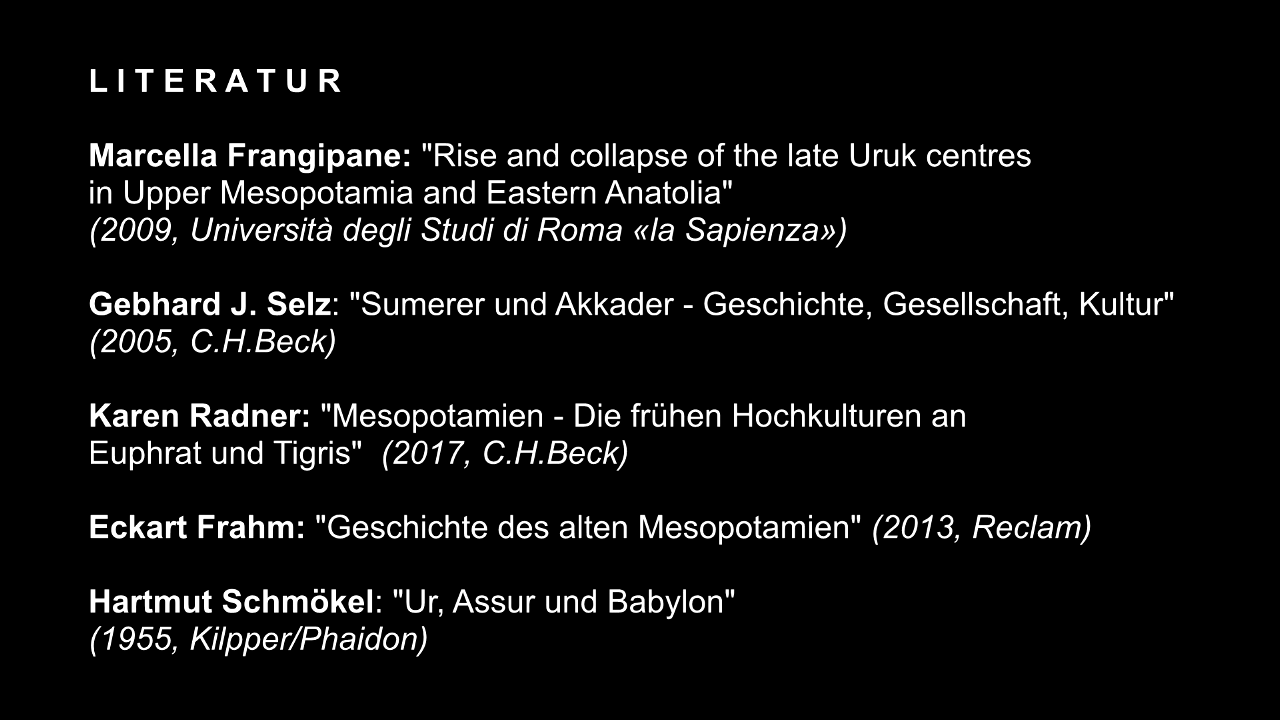 L I T E R A T U R
Marcella Frangipane: "Rise and collapse of the late Uruk centres
in Upper Mesopotamia and Eastern Anatolia"
(2009, Università degli Studi di Roma «la Sapienza»)
Gebhard J. Selz: "Sumerer und Akkader - Geschichte, Gesellschaft, Kultur"
(2005, C.H.Beck)
Karen Radner: "Mesopotamien - Die frühen Hochkulturen an
Euphrat und Tigris"  (2017, C.H.Beck)
Eckart Frahm: "Geschichte des alten Mesopotamien" (2013, Reclam)
Hartmut Schmökel: "Ur, Assur und Babylon"
(1955, Kilpper/Phaidon)